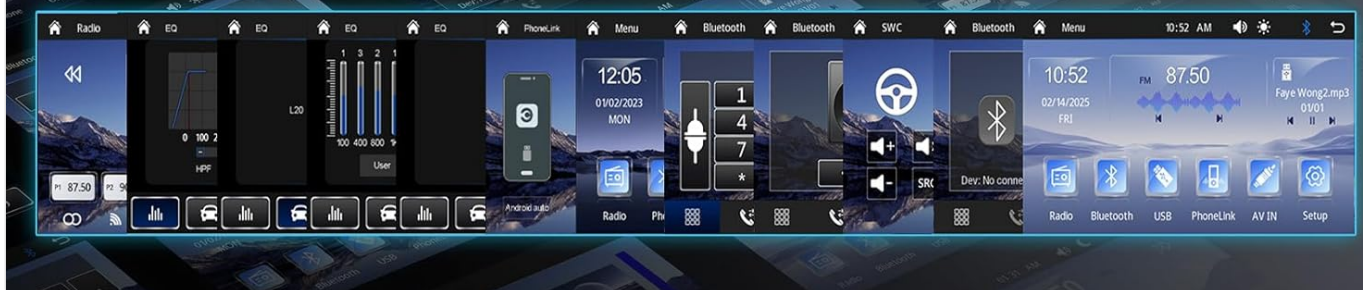 Radio
EQ
EQ
EQ
EQ
PhoneLink
Menu
Bluetooth
Bluetooth
SWC
Bluetooth
Menu
10:52 AM
P1 87.50
P2
0 100
HPF
L20
1 3 2
100 400 800
User
Android auto
12:05
01/02/2023
MON
Radio
1
4
7
*
SRC
Dev: No conne
10:52
02/14/2025
FRI
FM 87.50
Faye Wong2.mp3
01/01
Radio
Bluetooth
USB
PhoneLink
AV IN
Setup